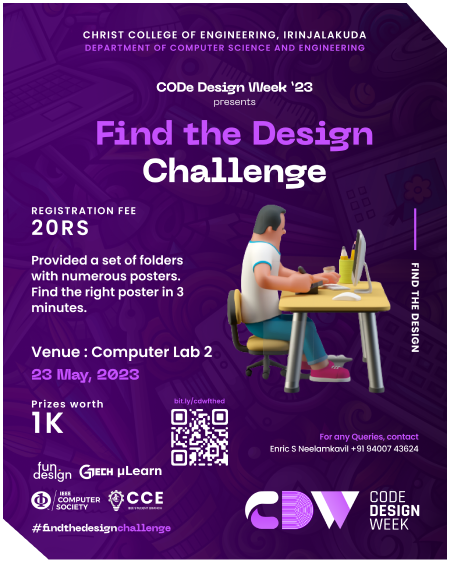 CHRIST COLLEGE OF ENGINEERING, IRINJALAKUDA
DEPARTMENT OF COMPUTER SCIENCE AND ENGINEERING
CODe Design Week '23
presents
Find the Design
Challenge
REGISTRATION FEE
20RS
Provided a set of folders
with numerous posters.
Find the right poster in 3
minutes.
FIND THE DESIGN
Venue : Computer Lab 2
23 May, 2023
Prizes worth
1K
bit.ly/cdwfthed
For any Queries, contact
Enric S Neelamkavil +91 94007 43624
fun.
design
GTECH µLearn
IEEE
COMPUTER
SOCIETY
CCE
CDW
CODE
DESIGN
WEEK
#findthedesignchallenge